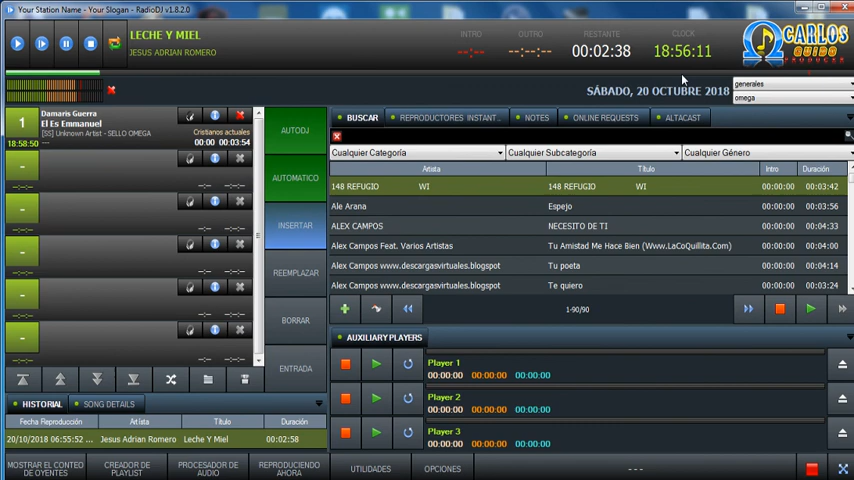 Your Station Name - Your Slogan - RadioDJ v1.8.2.0
LECHE Y MIEL
JESUS ADRIAN ROMERO
INTRO
--:--
OUTRO
--:--:--
RESTANTE
00:02:38
CLOCK
18:56:11
CARLOS
GUIDO
PRODUCER
SÁBADO, 20 OCTUBRE 2018
generales
omega
1
18:58:50
Damaris Guerra
El Es Emmanuel
[SS] Unknown Artist - SELLO OMEGA
---
Cristianos actuales
00:00 00:03:54
-
--:-- --:--
-
--:-- --:--
-
--:-- --:--
-
--:-- --:--
-
--:-- --:--
AUTODJ
AUTOMATICO
INSERTAR
REEMPLAZAR
BORRAR
ENTRADA
BUSCAR
REPRODUCTORES INSTANT...
NOTES
ONLINE REQUESTS
ALTACAST
Cualquier Categoría
Cualquier Subcategoría
Cualquier Género
Artista Título Intro Duración
148 REFUGIO WI 148 REFUGIO WI 00:00:00 00:03:42
Ale Arana Espejo 00:00:00 00:03:56
ALEX CAMPOS NECESITO DE TI 00:00:00 00:04:33
Alex Campos Feat. Varios Artistas Tu Amistad Me Hace Bien (Www.LaCoQuillita.Com) 00:00:00 00:04:00
Alex Campos www.descargasvirtuales.blogspot Tu poeta 00:00:00 00:04:14
Alex Campos www.descargasvirtuales.blogspot Te quiero 00:00:00 00:03:24
1-90/90
AUXILIARY PLAYERS
Player 1
00:00:00 00:00:00 00:00:00
Player 2
00:00:00 00:00:00 00:00:00
Player 3
00:00:00 00:00:00 00:00:00
HISTORIAL
SONG DETAILS
Fecha Reproducción Artista Título Duración
20/10/2018 06:55:52 ... Jesus Adrian Romero Leche Y Miel 00:02:58
MOSTRAR EL CONTEO
DE OYENTES
CREADOR DE
PLAYLIST
PROCESADOR DE
AUDIO
REPRODUCIENDO
AHORA
UTILIDADES
OPCIONES
---